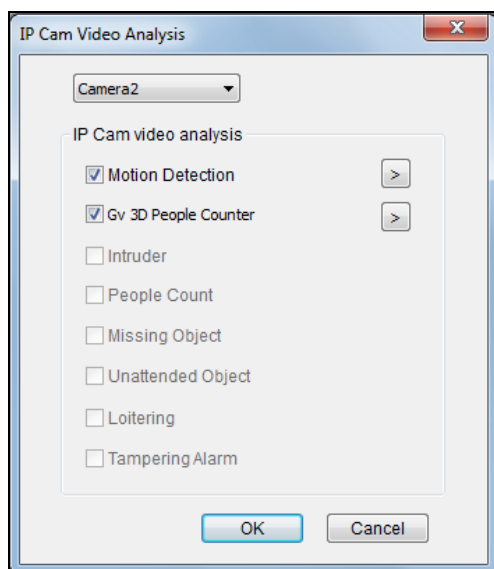 IP Cam Video Analysis
Camera2
IP Cam video analysis
Motion Detection >
Gv 3D People Counter >
Intruder
People Count
Missing Object
Unattended Object
Loitering
Tampering Alarm
OK Cancel